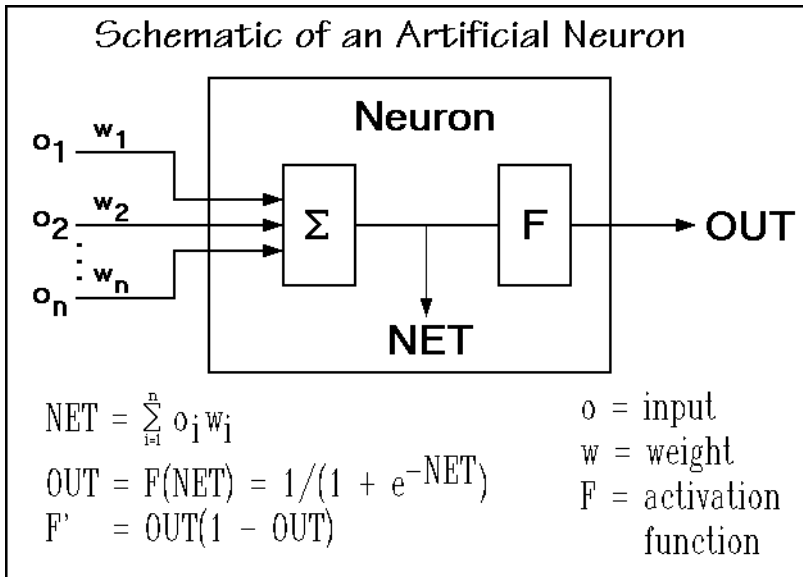 Schematic of an Artificial Neuron
Neuron
o1 w1
o2 w2
on wn
Σ
F
OUT
NET
NET = n∑i=1 oi wi
OUT = F(NET) = 1/(1 + e-NET)
F' = OUT(1 - OUT)
o = input
w = weight
F = activation
function